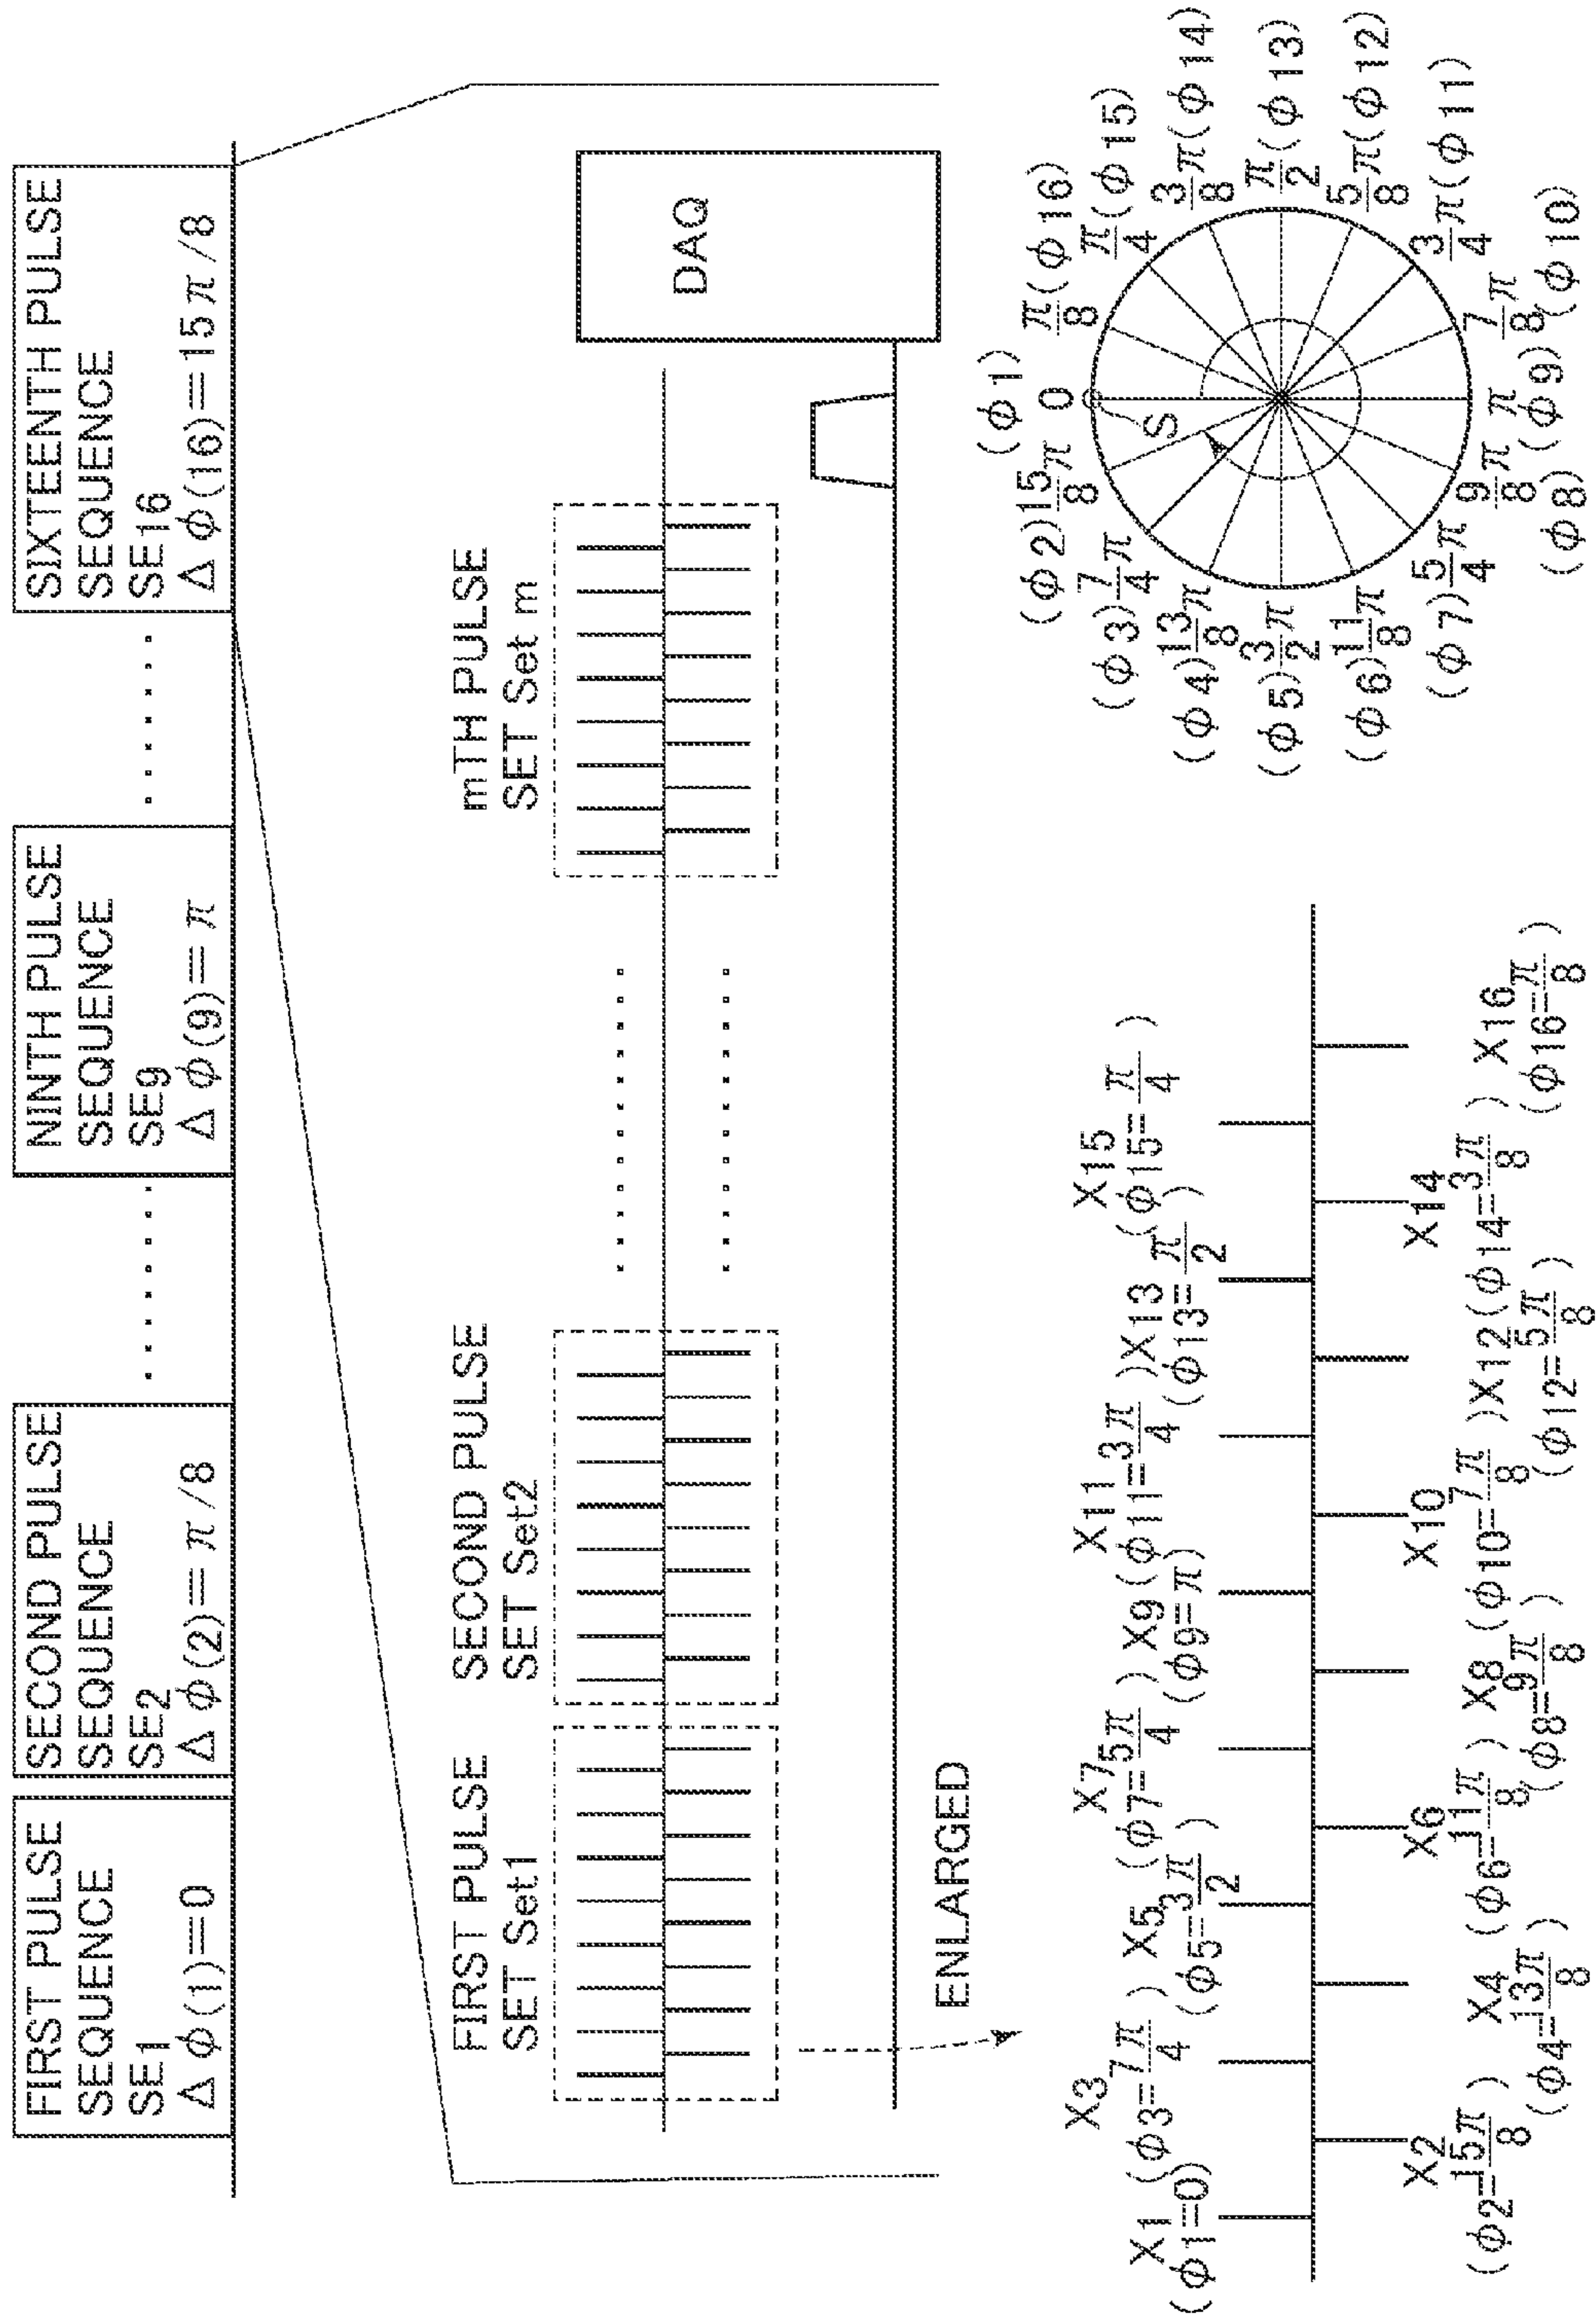 FIRST PULSE
SEQUENCE
SE1
Δφ(1)=0
SECOND PULSE
SEQUENCE
SE2
Δφ(2)=π/8
NINTH PULSE
SEQUENCE
SE9
Δφ(9)=π
SIXTEENTH PULSE
SEQUENCE
SE16
Δφ(16)=15π/8
FIRST PULSE
SET Set1
SECOND PULSE
SET Set2
mTH PULSE
SET Set m
DAQ
ENLARGED
X1
(φ1=0)
X3
(φ3=7π/4)
X5
(φ5=3π/2)
X7
(φ7=5π/4)
X9
(φ9=π)
X11
(φ11=3π/4)
X13
(φ13=π/2)
X15
(φ15=π/4)
X2
(φ2=15π/8)
X4
(φ4=13π/8)
X6
(φ6=11π/8)
X8
(φ8=9π/8)
X10
(φ10=7π/8)
X12
(φ12=5π/8)
X14
(φ14=3π/8)
X16
(φ16=π/8)
(φ1)
0
π/8(φ16)
π/4(φ15)
3/8π(φ14)
π/2(φ13)
5/8π(φ12)
3/4π(φ11)
7/8π
(φ10)
π
(φ9)
9/8π
(φ8)
(φ7)5/4π
(φ6)11/8π
(φ5)3/2π
(φ4)13/8π
(φ3)7/4π
(φ2)15/8π
S